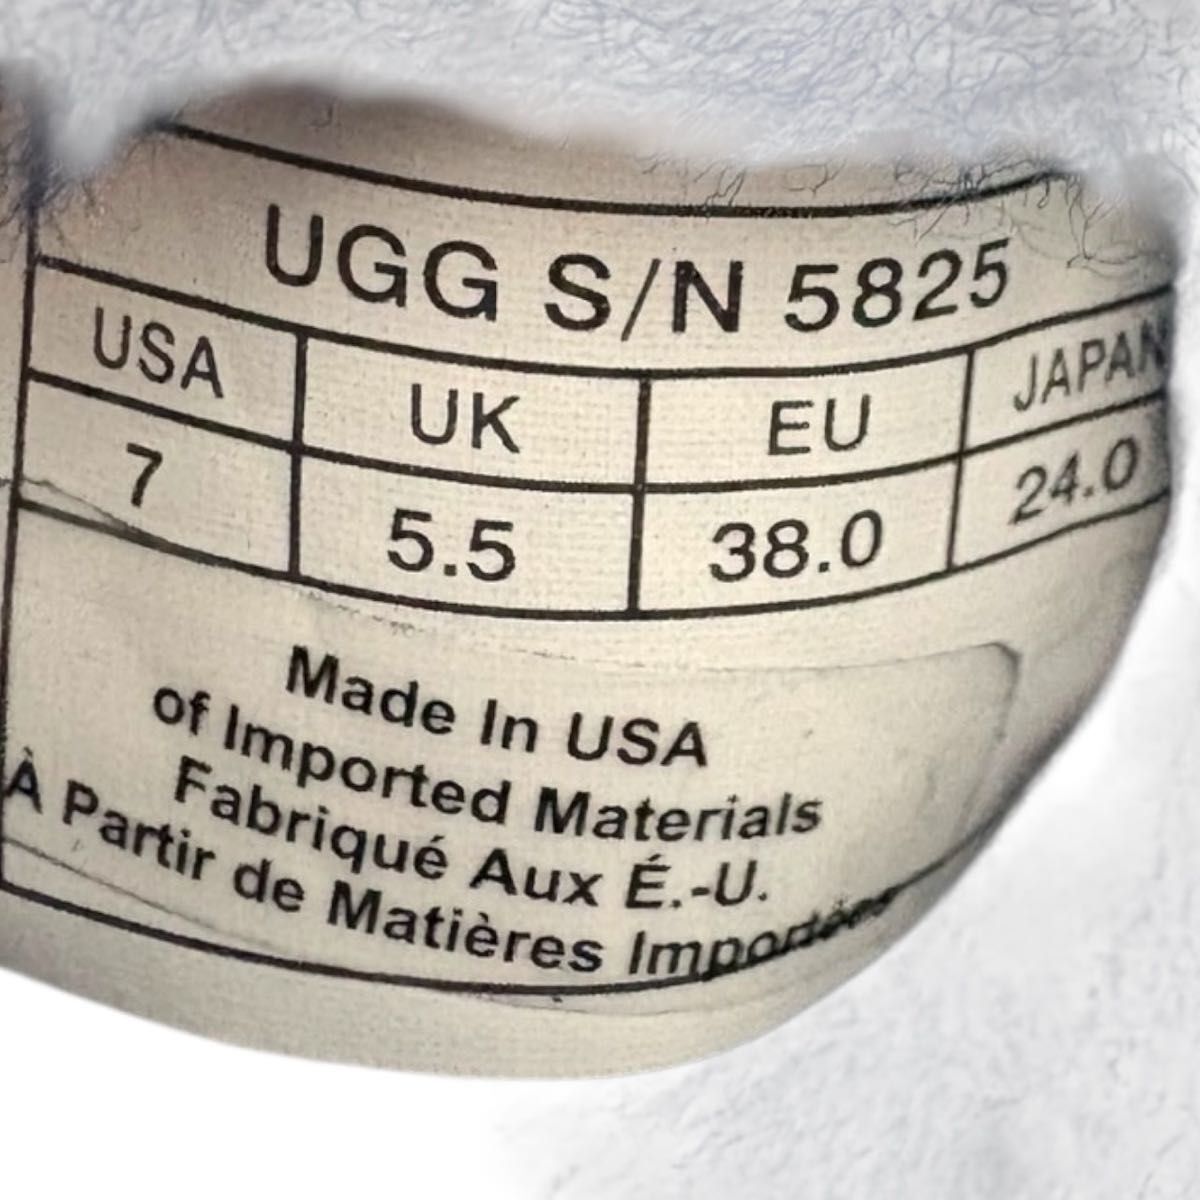 UGG S/N 5825
USA UK EU JAPAN
7 5.5 38.0 24.0
Made In USA
of Imported Materials
Fabriqué Aux É.-U.
À Partir de Matières Importées